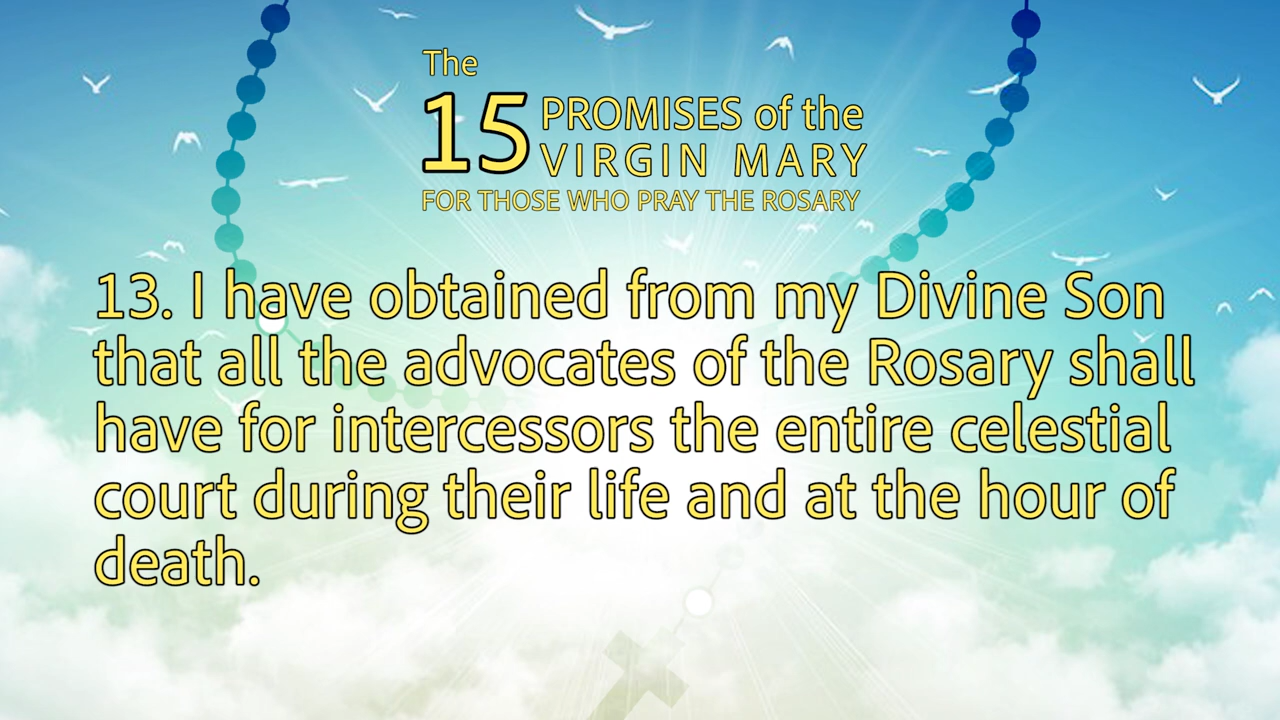 The
15 PROMISES of the
VIRGIN MARY
FOR THOSE WHO PRAY THE ROSARY
13. I have obtained from my Divine Son
that all the advocates of the Rosary shall
have for intercessors the entire celestial
court during their life and at the hour of
death.